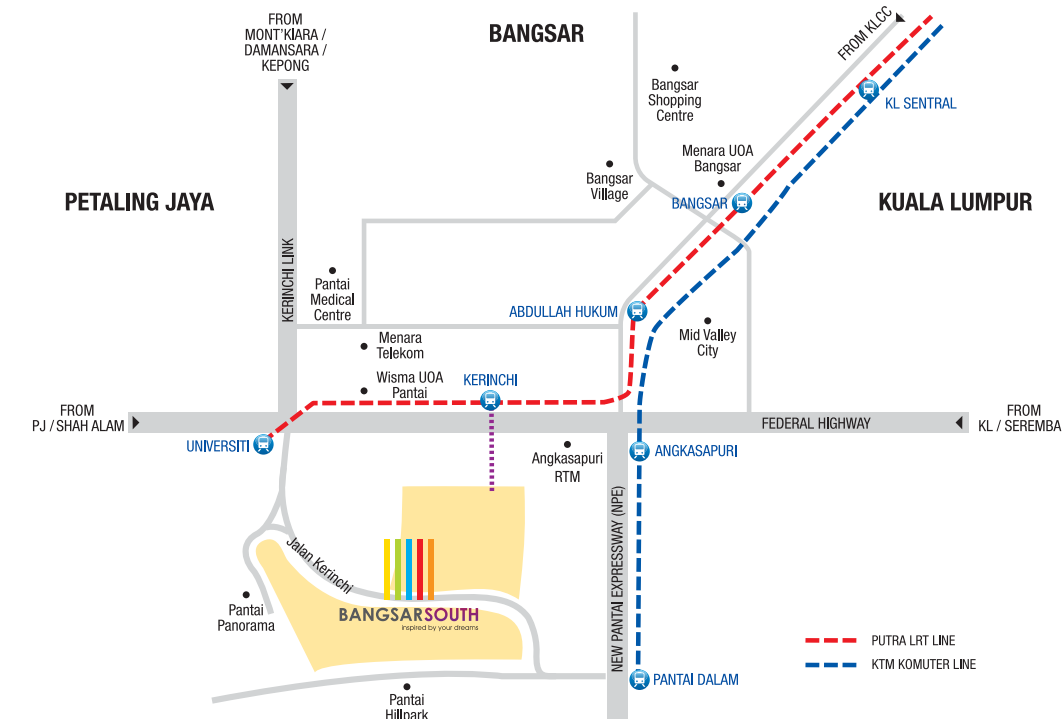 FROM
MONT'KIARA /
DAMANSARA /
KEPONG
BANGSAR
FROM KLCC
Bangsar
Shopping
Centre
KL SENTRAL
Menara UOA
Bangsar
Bangsar
Village
PETALING JAYA
BANGSAR
KUALA LUMPUR
KERINCHI LINK
Pantai
Medical
Centre
ABDULLAH HUKUM
Mid Valley
City
Menara
Telekom
Wisma UOA
Pantai
KERINCHI
FROM
PJ / SHAH ALAM
FEDERAL HIGHWAY
FROM
KL / SEREMBA
UNIVERSITI
Angkasapuri
RTM
ANGKASAPURI
NEW PANTAI EXPRESSWAY (NPE)
Jalan Kerinchi
BANGSARSOUTH
inspired by your dreams
Pantai
Panorama
PUTRA LRT LINE
KTM KOMUTER LINE
PANTAI DALAM
Pantai
Hillpark